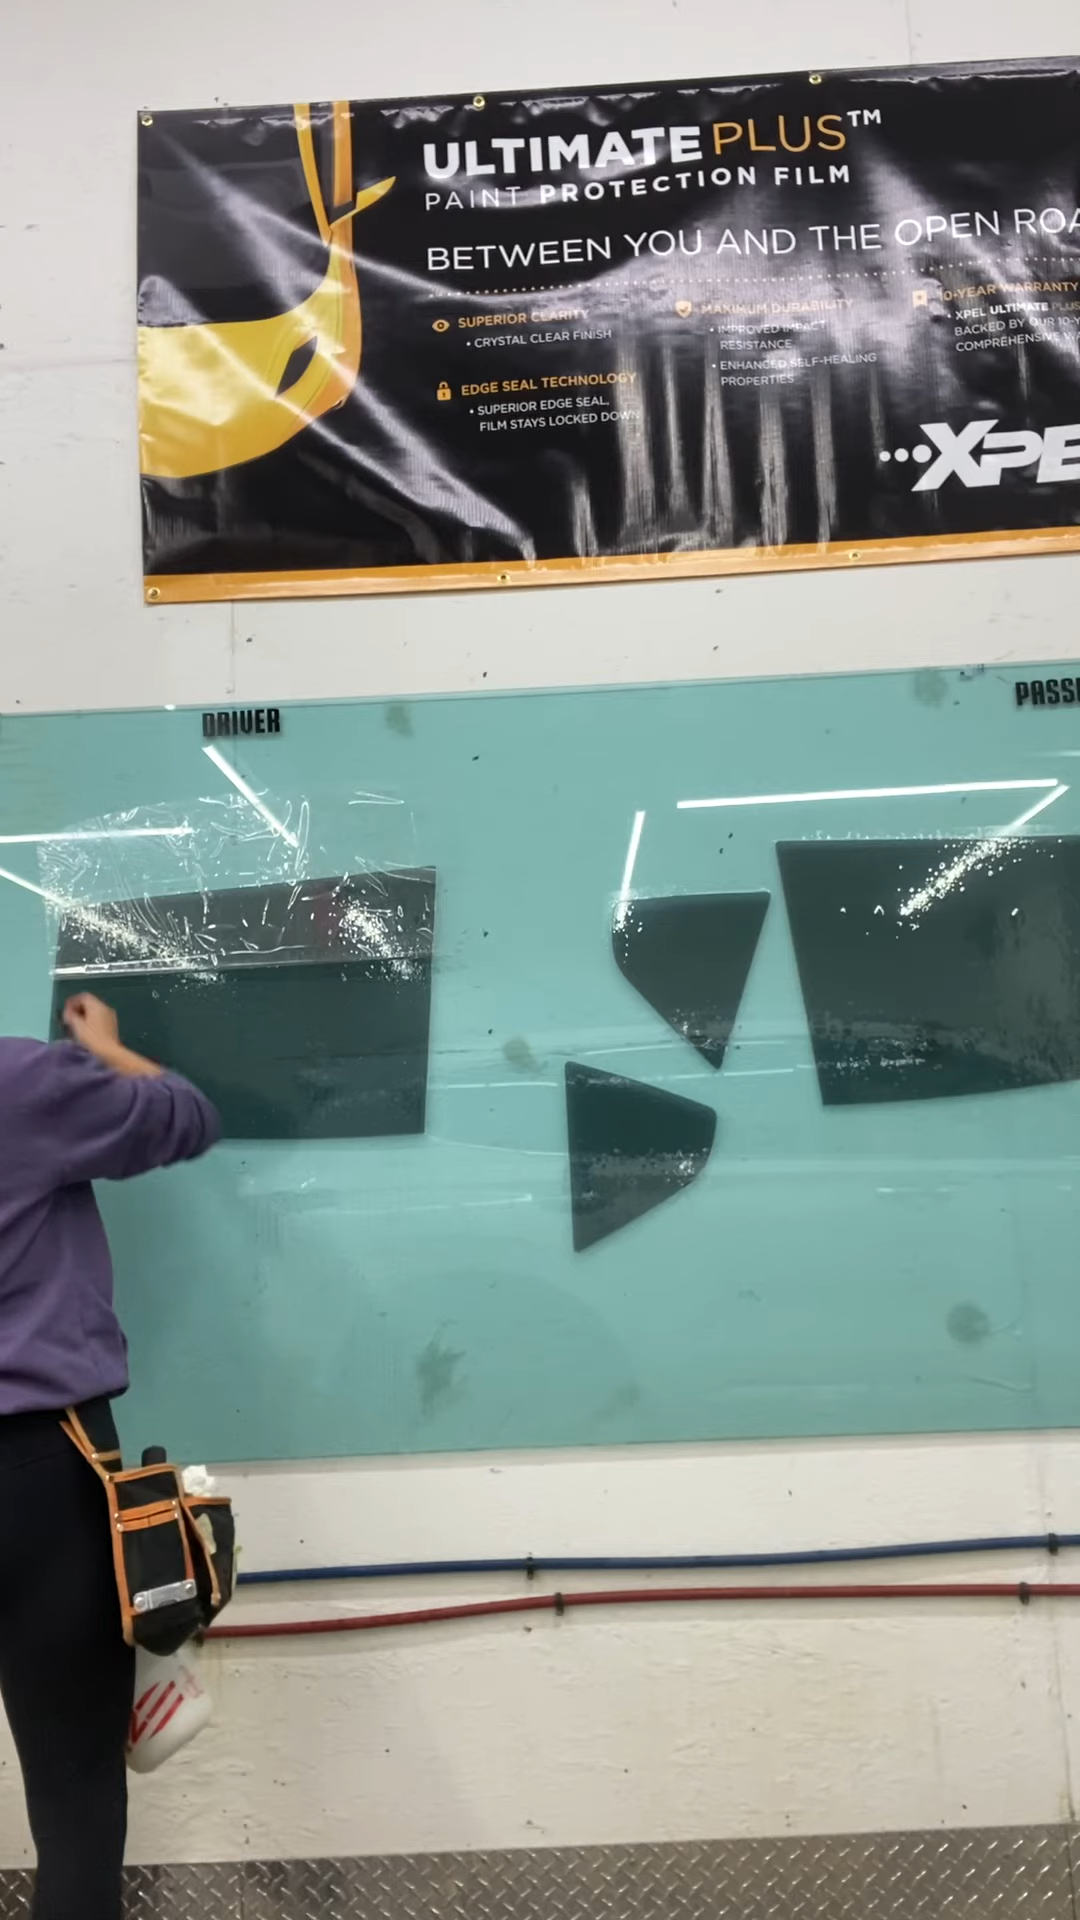 ULTIMATE PLUS™
PAINT PROTECTION FILM
BETWEEN YOU AND THE OPEN
SUPERIOR CLARITY
• CRYSTAL CLEAR FINISH
EDGE SEAL TECHNOLOGY
• SUPERIOR EDGE SEAL,
FILM STAYS LOCKED DOWN
MAXIMUM DURABILITY
• IMPROVED IMPACT
RESISTANCE
• ENHANCED SELF-HEALING
PROPERTIES
10-YEAR WARRANTY
• XPEL ULTIMATE PLUS
BACKED BY OUR
COMPREHENSIVE
XPE
DRIVER
PASS